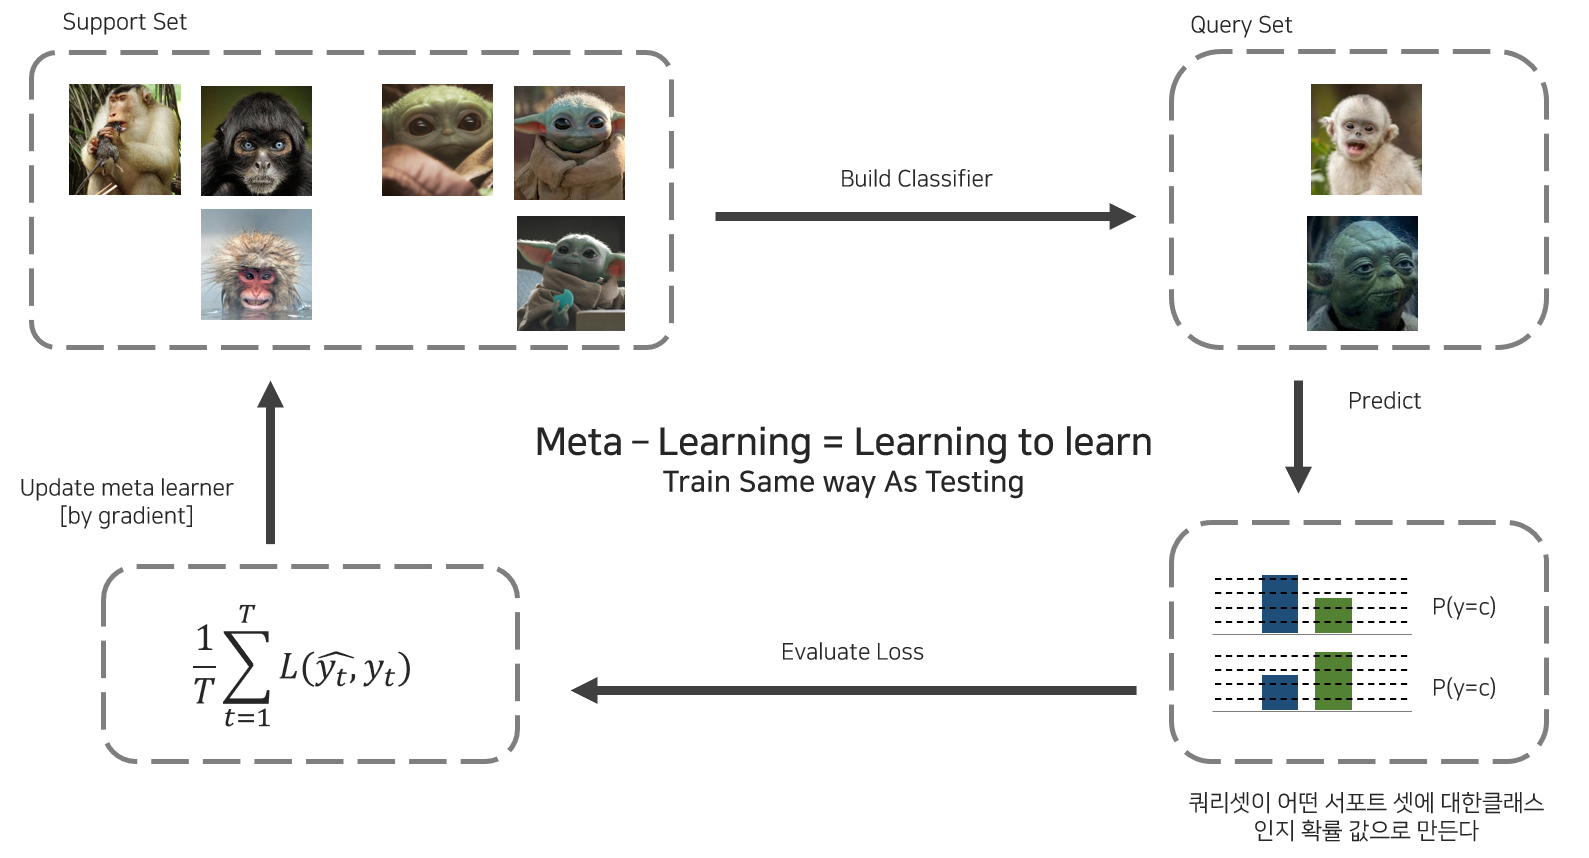 Support Set
Query Set
Build Classifier
Predict
Meta – Learning = Learning to learn
Train Same way As Testing
Update meta learner
[by gradient]
P(y=c)
P(y=c)
Evaluate Loss
$\frac{1}{T}\sum_{t=1}^{T} L(\widehat{y_t}, y_t)$
쿼리셋이 어떤 서포트 셋에 대한클래스
인지 확률 값으로 만든다